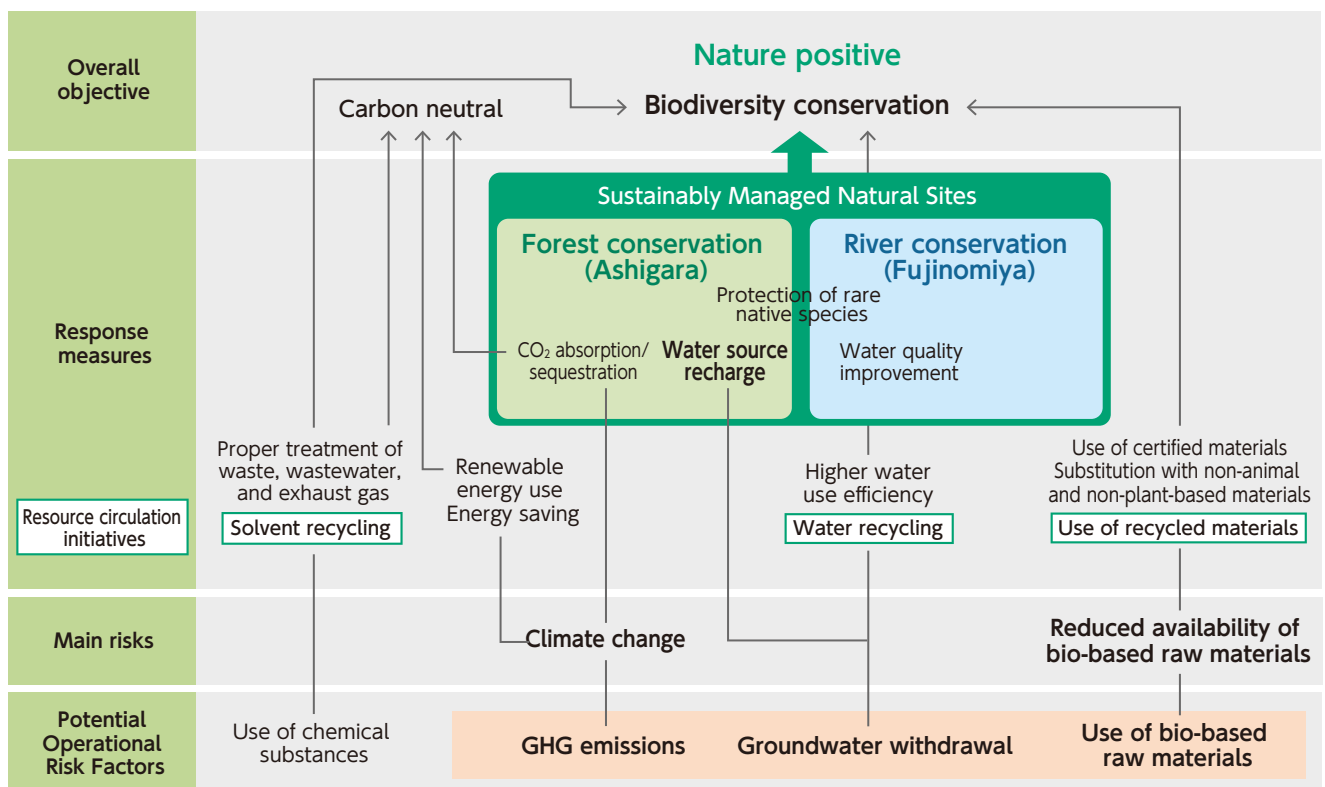 Overall
objective
Nature positive
Carbon neutral
Biodiversity conservation
Response
measures
Resource circulation
initiatives
Sustainably Managed Natural Sites
Forest conservation
(Ashigara)
River conservation
(Fujinomiya)
Protection of rare
native species
CO₂ absorption/
sequestration
Water source
recharge
Water quality
improvement
Proper treatment of
waste, wastewater,
and exhaust gas
Solvent recycling
Renewable
energy use
Energy saving
Higher water
use efficiency
Water recycling
Use of certified materials
Substitution with non-animal
and non-plant-based materials
Use of recycled materials
Main risks
Climate change
Reduced availability of
bio-based raw materials
Potential
Operational
Risk Factors
Use of chemical
substances
GHG emissions
Groundwater withdrawal
Use of bio-based
raw materials